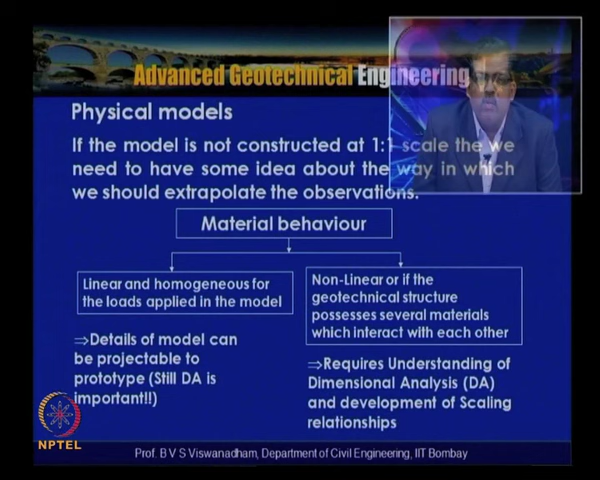 Advanced Geotechnical Engineering
Physical models
If the model is not constructed at 1:1 scale the we
need to have some idea about the way in which
we should extrapolate the observations.
Material behaviour
Linear and homogeneous for
the loads applied in the model
Non-Linear or if the
geotechnical structure
possesses several materials
which interact with each other
⇒Details of model can
be projectable to
prototype (Still DA is
important!!)
⇒Requires Understanding of
Dimensional Analysis (DA)
and development of Scaling
relationships
NPTEL
Prof. B V S Viswanadham, Department of Civil Engineering, IIT Bombay